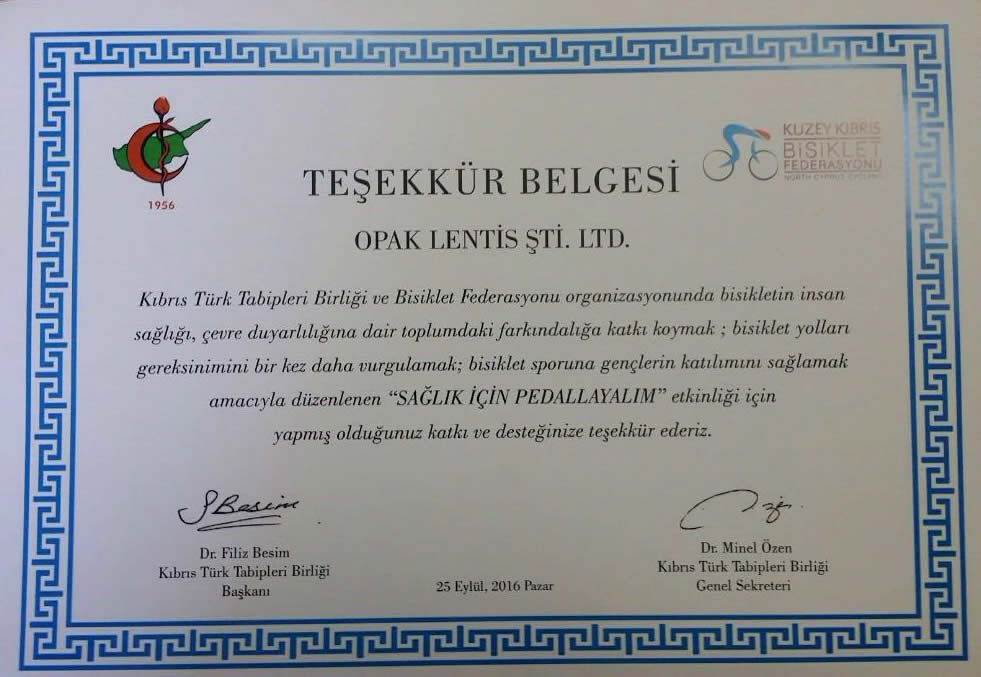 1956
KUZEY KIBRIS
BİSİKLET
FEDERASYONU
NORTH CYPRUS CYCLING
TEŞEKKÜR BELGESİ
OPAK LENTİS ŞTİ. LTD.
Kıbrıs Türk Tabipleri Birliği ve Bisiklet Federasyonu organizasyonunda bisikletin insan
sağlığı, çevre duyarlılığına dair toplumdaki farkındalığa katkı koymak ; bisiklet yolları
gereksinimini bir kez daha vurgulamak; bisiklet sporuna gençlerin katılımını sağlamak
amacıyla düzenlenen “SAĞLIK İÇİN PEDALLAYALIM” etkinliği için
yapmış olduğunuz katkı ve desteğinize teşekkür ederiz.
Dr. Filiz Besim
Kıbrıs Türk Tabipleri Birliği
Başkanı
25 Eylül, 2016 Pazar
Dr. Minel Özen
Kıbrıs Türk Tabipleri Birliği
Genel Sekreteri